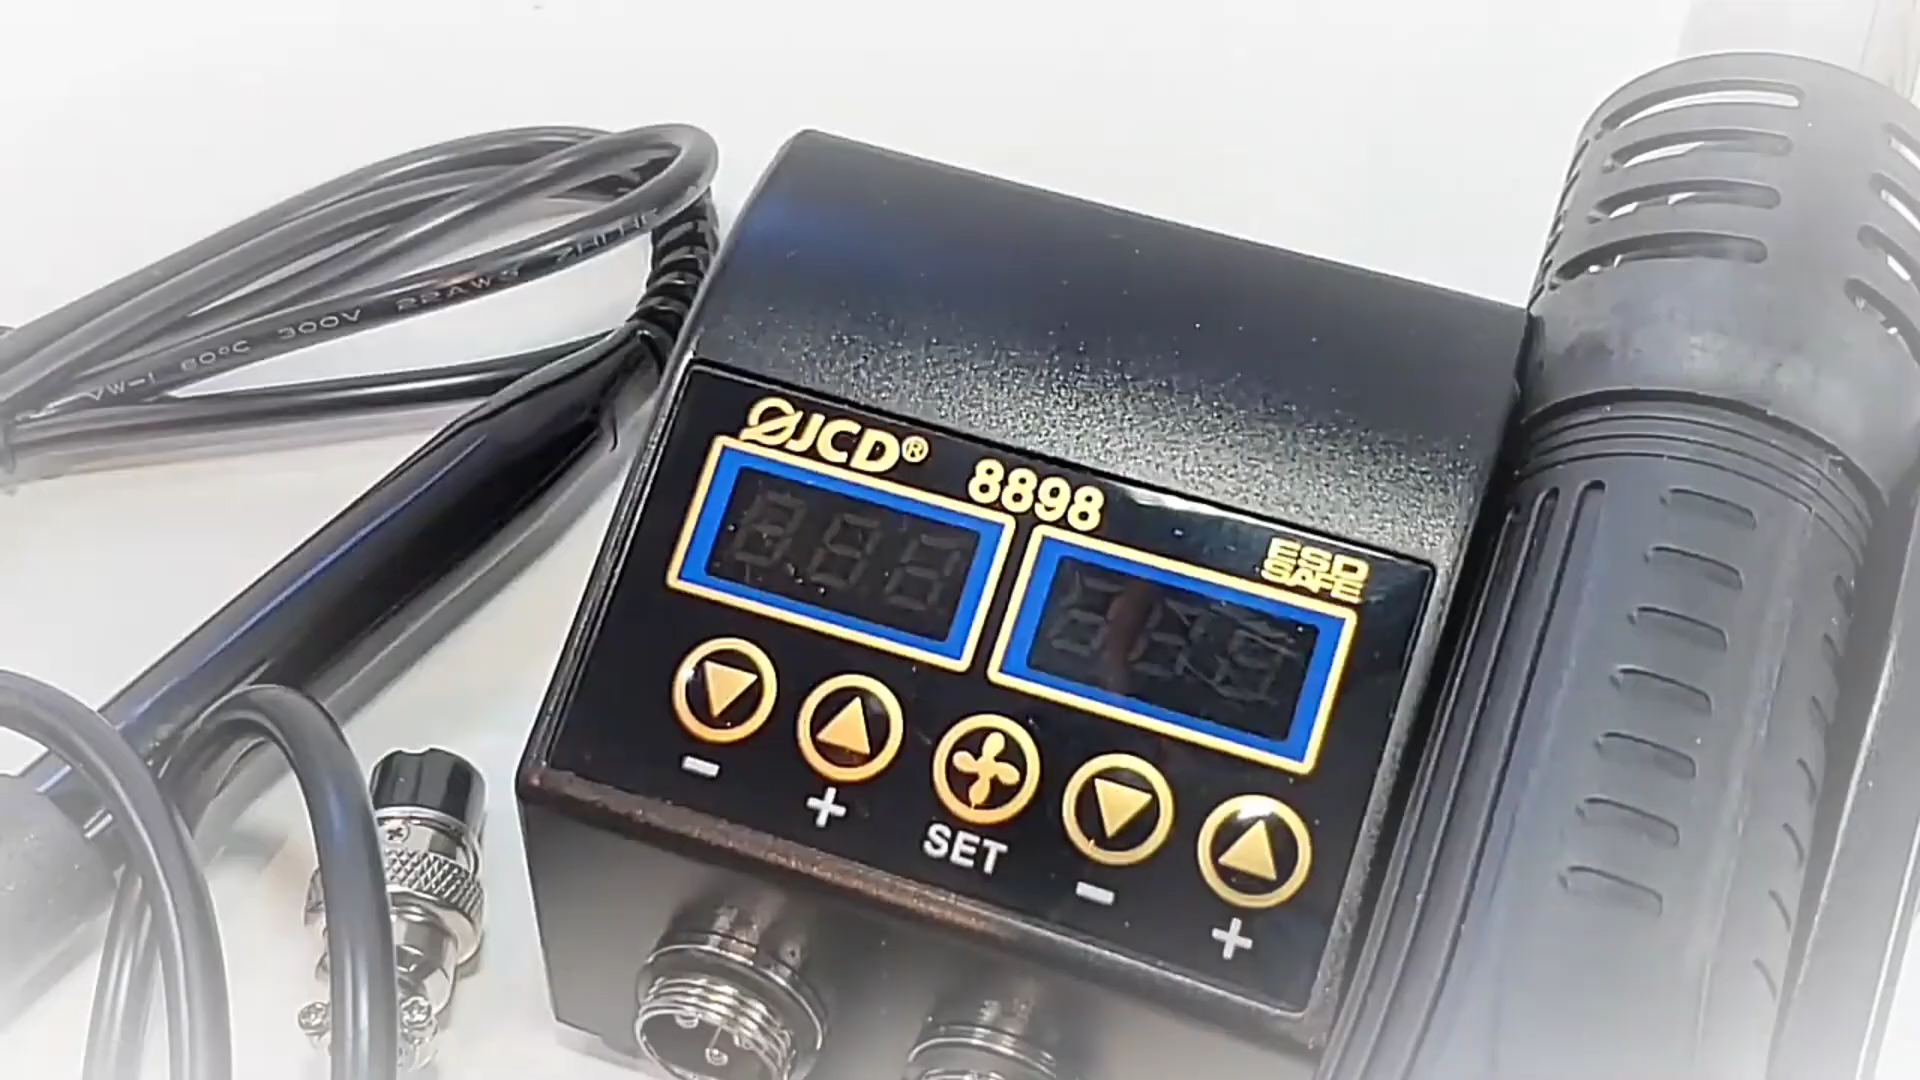 VW-1 80°C 300V 22AWG
JCD®
8898
ESD
SAFE
-
+
SET
-
+